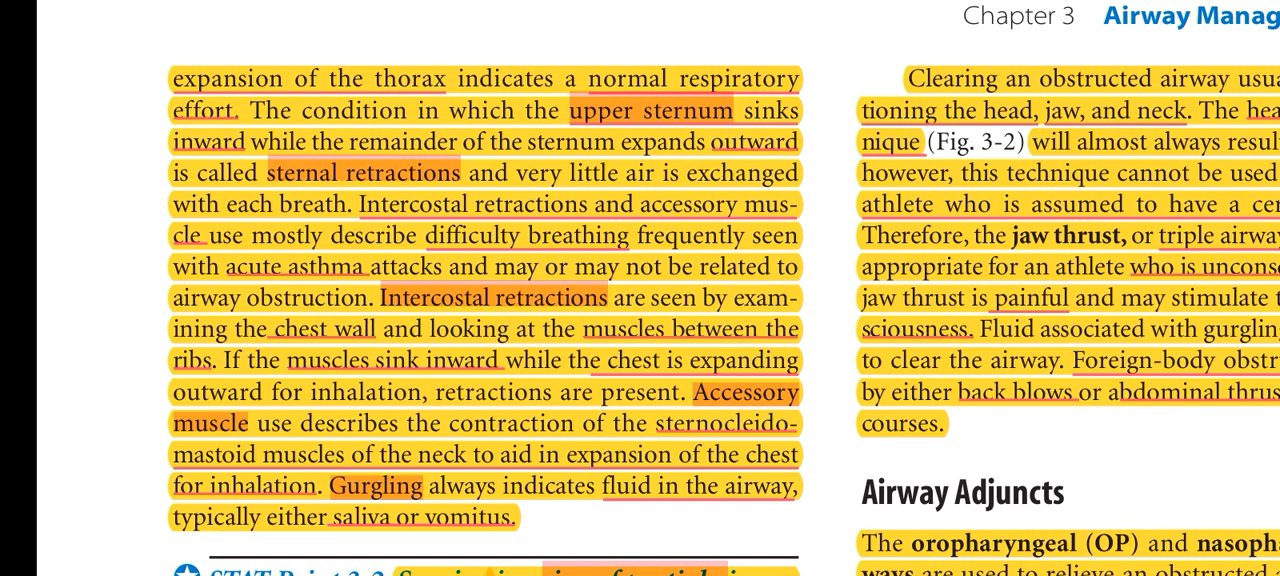 Chapter 3 Airway
expansion of the thorax indicates a normal respiratory
effort. The condition in which the upper sternum sinks
inward while the remainder of the sternum expands outward
is called sternal retractions and very little air is exchanged
with each breath. Intercostal retractions and accessory mus-
cle use mostly describe difficulty breathing frequently seen
with acute asthma attacks and may or may not be related to
airway obstruction. Intercostal retractions are seen by exam-
ining the chest wall and looking at the muscles between the
ribs. If the muscles sink inward while the chest is expanding
outward for inhalation, retractions are present. Accessory
muscle use describes the contraction of the sternocleido-
mastoid muscles of the neck to aid in expansion of the chest
for inhalation. Gurgling always indicates fluid in the airway,
typically either saliva or vomitus.
Clearing an obstructed airway
tioning the head, jaw, and neck. The
nique (Fig. 3-2) will almost always
however, this technique cannot be used
athlete who is assumed to have a
Therefore, the jaw thrust, or triple
appropriate for an athlete who is
jaw thrust is painful and may stimulate
sciousness. Fluid associated with
to clear the airway. Foreign-body
by either back blows or abdominal
courses.
Airway Adjuncts
The oropharyngeal (OP) and
ways are used to relieve an obstructed